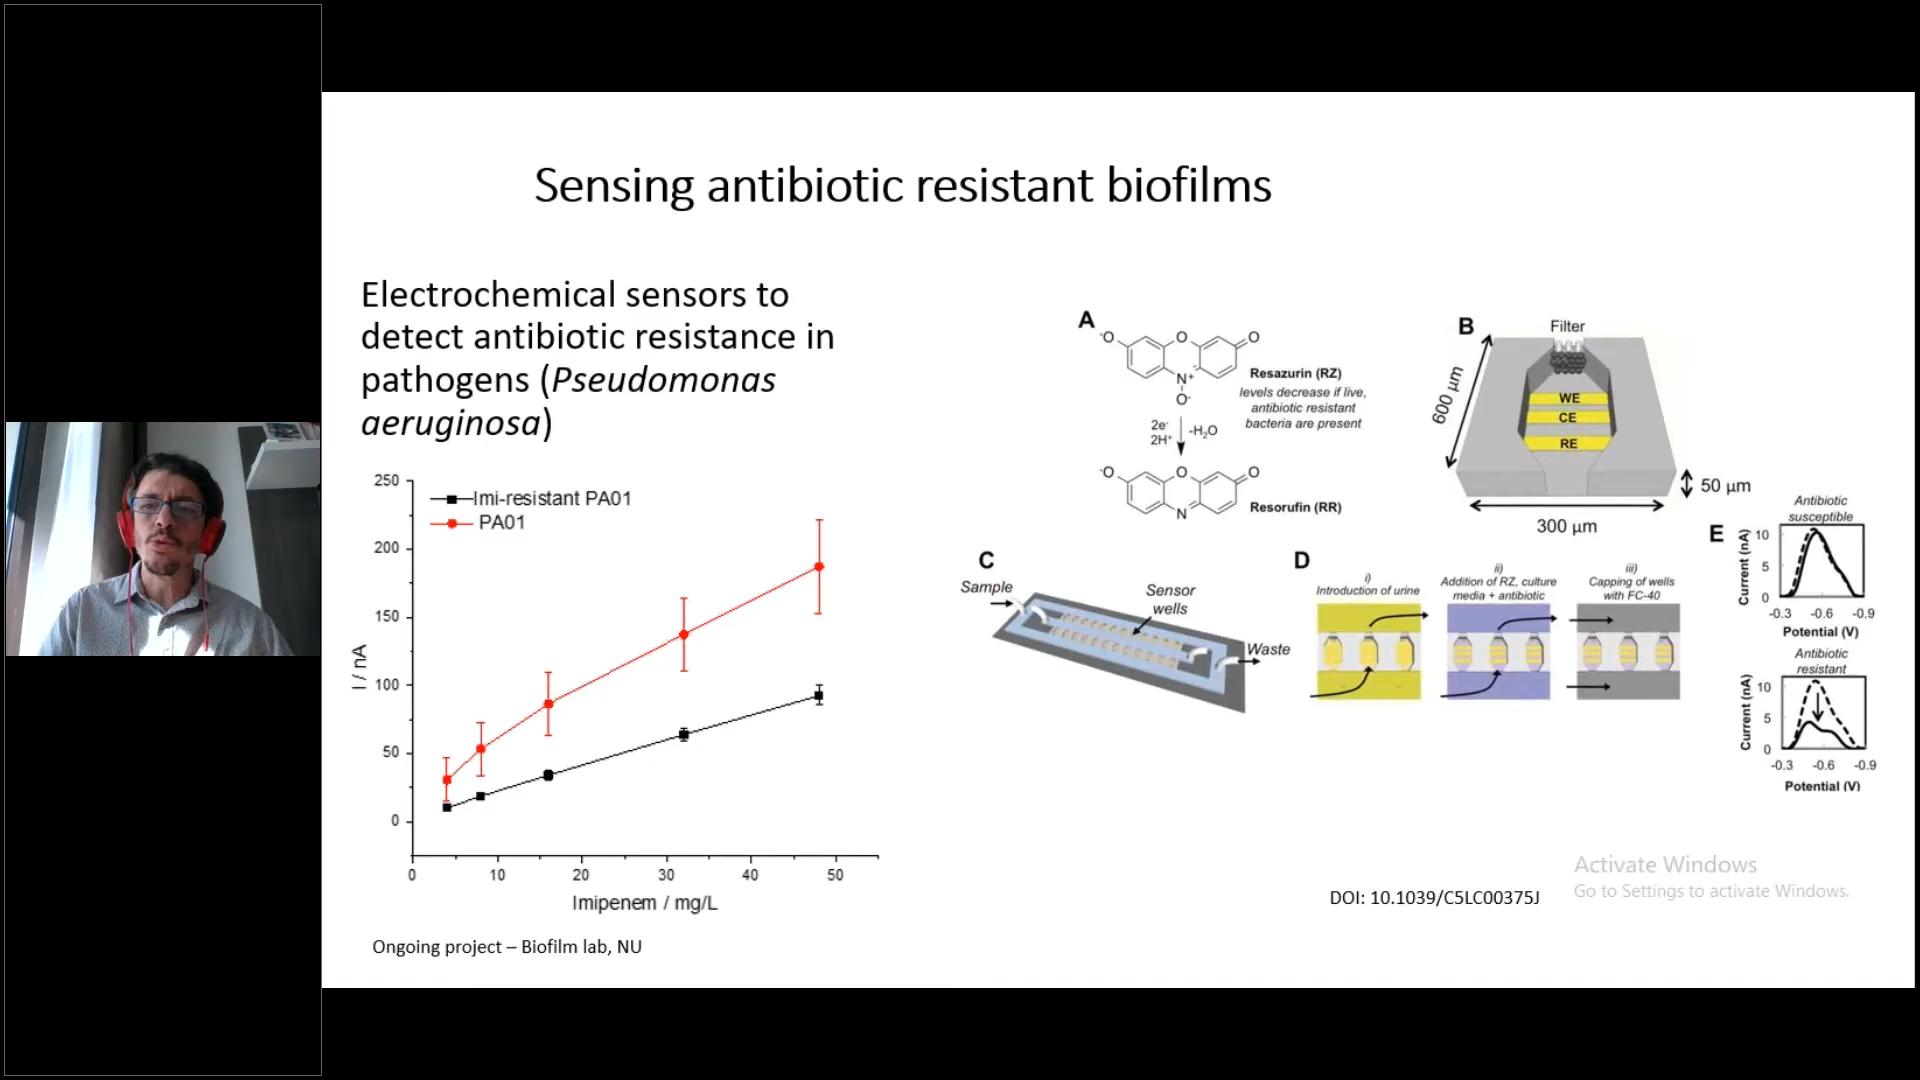 Sensing antibiotic resistant biofilms
Electrochemical sensors to
detect antibiotic resistance in
pathogens (Pseudomonas
aeruginosa)
250
200
150
100
50
0
I / nA
Imi-resistant PA01
PA01
0 10 20 30 40 50
Imipenem / mg/L
Ongoing project – Biofilm lab, NU
A
-O
O
O
N+
O-
Resazurin (RZ)
levels decrease if live,
antibiotic resistant
bacteria are present
2e-
2H+
-H2O
-O
O
O
N
Resorufin (RR)
B
Filter
WE
CE
RE
600 µm
50 µm
300 µm
C
Sample
Sensor
wells
Waste
D
i)
Introduction of urine
ii)
Addition of RZ, culture
media + antibiotic
iii)
Capping of wells
with FC-40
E
Antibiotic
susceptible
Current (nA)
10
5
0
-0.3 -0.6 -0.9
Potential (V)
Antibiotic
resistant
Current (nA)
10
5
0
-0.3 -0.6 -0.9
Potential (V)
DOI: 10.1039/C5LC00375J
Activate Windows
Go to Settings to activate Windows.